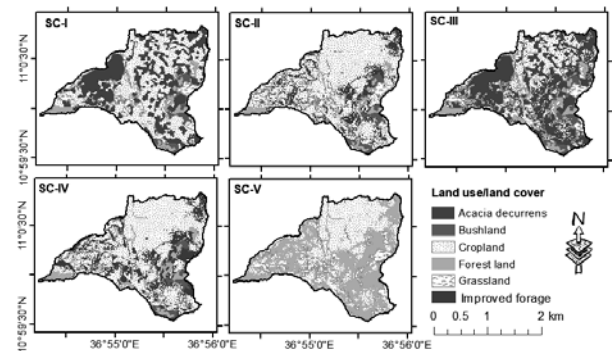 SC-I
SC-II
SC-III
11°0'30"N
10°59'30"N
SC-IV
SC-V
11°0'30"N
10°59'30"N
36°55'0"E 36°56'0"E 36°55'0"E 36°56'0"E
Land use/land cover
Acacia decurrens
Bushland
Cropland
Forest land
Grassland
Improved forage
N
0 0.5 1 2 km